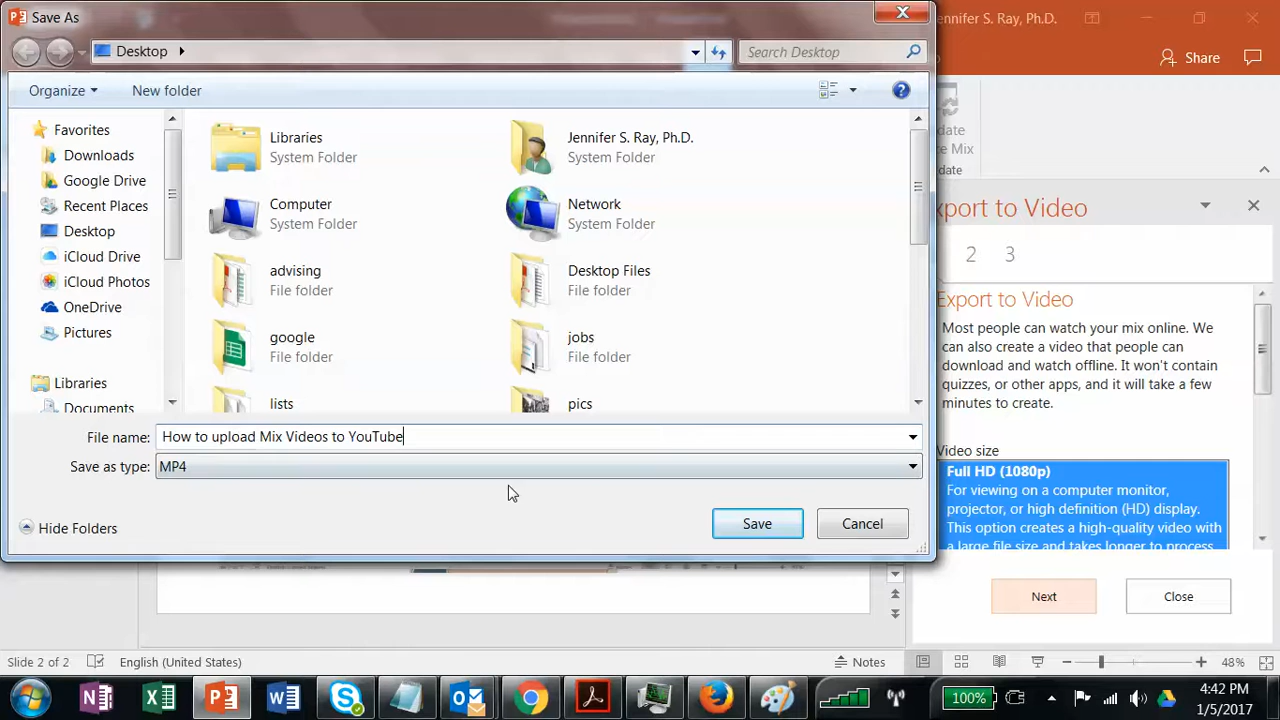 Save As
ennifer S. Ray, Ph.D.
Desktop
Search Desktop
Share
Organize
New folder
Favorites
Downloads
Google Drive
Recent Places
Desktop
iCloud Drive
iCloud Photos
OneDrive
Pictures
Libraries
Documents
Libraries
System Folder
Jennifer S. Ray, Ph.D.
System Folder
Computer
System Folder
Network
System Folder
advising
File folder
Desktop Files
File folder
google
File folder
jobs
File folder
lists
pics
File name: How to upload Mix Videos to YouTube
Save as type: MP4
Hide Folders
Save
Cancel
date
e Mix
date
xport to Video
2 3
Export to Video
Most people can watch your mix online. We
can also create a video that people can
download and watch offline. It won't contain
quizzes, or other apps, and it will take a few
minutes to create.
Video size
Full HD (1080p)
For viewing on a computer monitor,
projector, or high definition (HD) display.
This option creates a high-quality video with
a large file size and takes longer to process
Next
Close
Slide 2 of 2
English (United States)
Notes
48%
100%
4:42 PM
1/5/2017